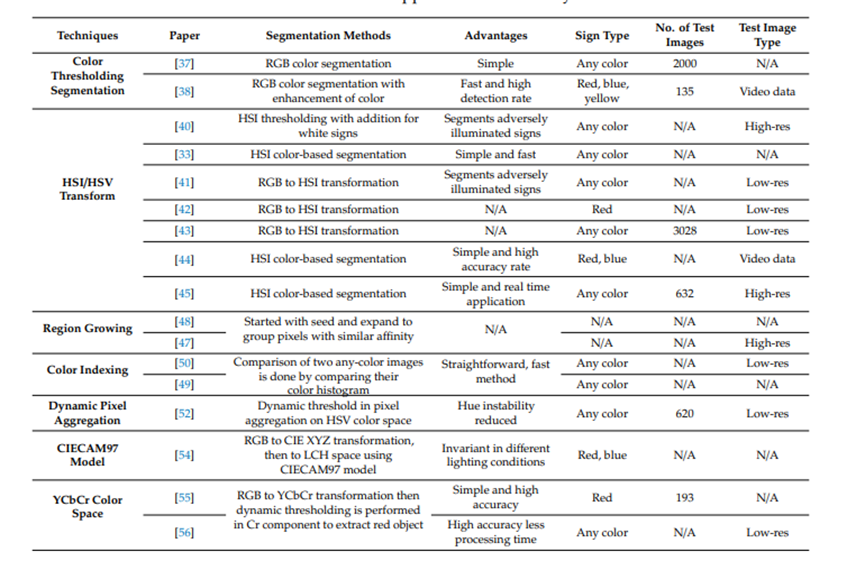 Techniques Paper Segmentation Methods Advantages Sign Type No. of Test Images Test Image Type
Color Thresholding Segmentation
[37] RGB color segmentation Simple Any color 2000 N/A
[38] RGB color segmentation with enhancement of color Fast and high detection rate Red, blue, yellow 135 Video data
HSI/HSV Transform
[40] HSI thresholding with addition for white signs Segments adversely illuminated signs Any color N/A High-res
[33] HSI color-based segmentation Simple and fast Any color N/A N/A
[41] RGB to HSI transformation Segments adversely illuminated signs Any color N/A Low-res
[42] RGB to HSI transformation N/A Red N/A Low-res
[43] RGB to HSI transformation N/A Any color 3028 Low-res
[44] HSI color-based segmentation Simple and high accuracy rate Red, blue N/A Video data
[45] HSI color-based segmentation Simple and real time application Any color 632 High-res
Region Growing
[48] Started with seed and expand to group pixels with similar affinity N/A N/A N/A N/A
[47] N/A N/A High-res
Color Indexing
[50] Comparison of two any-color images is done by comparing their color histogram Straightforward, fast method Any color N/A Low-res
[49] Any color N/A N/A
Dynamic Pixel Aggregation
[52] Dynamic threshold in pixel aggregation on HSV color space Hue instability reduced Any color 620 Low-res
CIECAM97 Model
[54] RGB to CIE XYZ transformation, then to LCH space using CIECAM97 model Invariant in different lighting conditions Red, blue N/A N/A
YCbCr Color Space
[55] RGB to YCbCr transformation then dynamic thresholding is performed in Cr component to extract red object Simple and high accuracy Red 193 N/A
[56] High accuracy less processing time Any color N/A Low-res